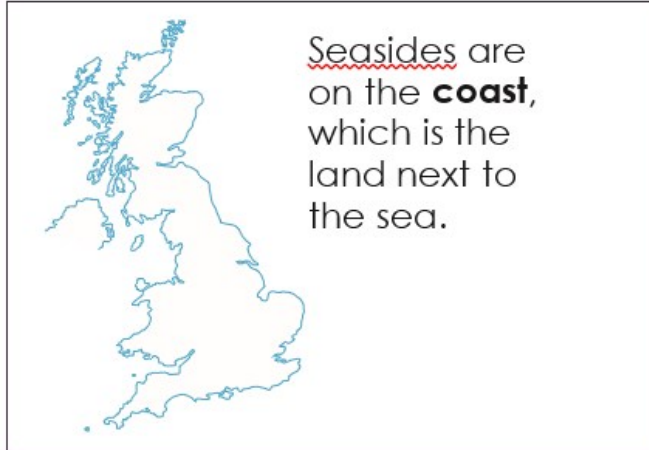 Seasides are
on the coast,
which is the
land next to
the sea.